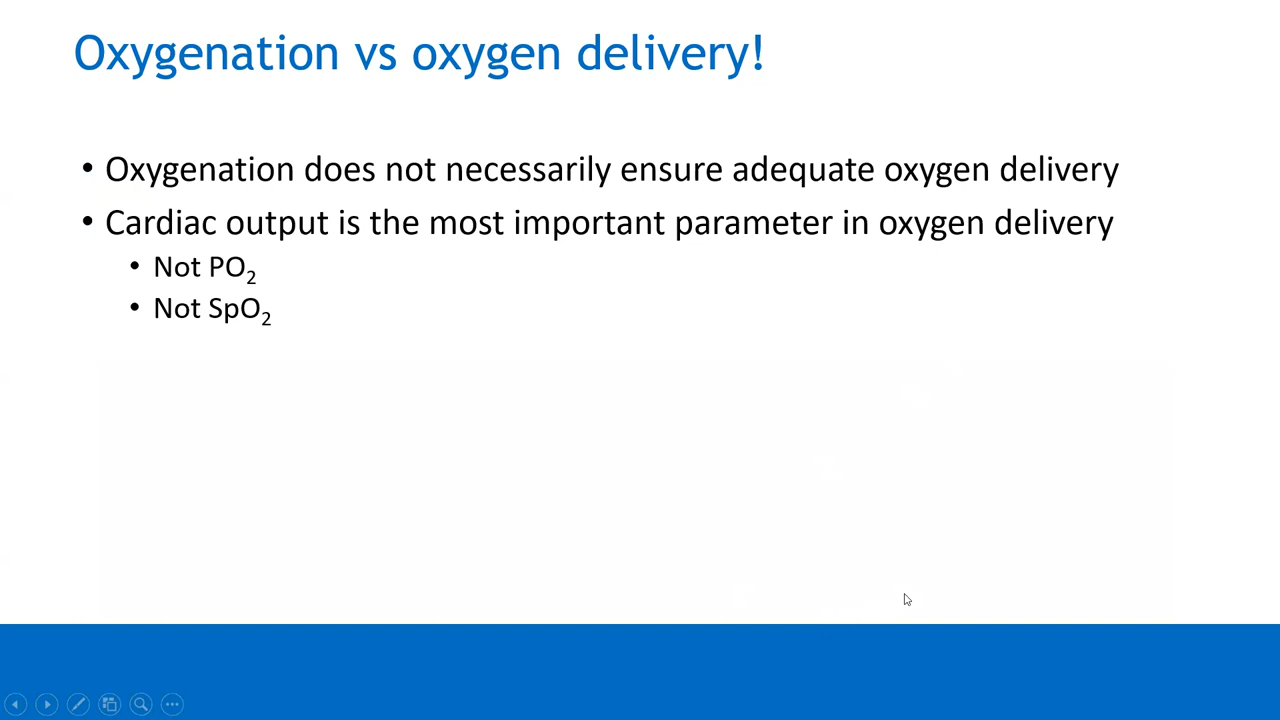 Oxygenation vs oxygen delivery!
• Oxygenation does not necessarily ensure adequate oxygen delivery
• Cardiac output is the most important parameter in oxygen delivery
• Not PO₂
• Not SpO₂